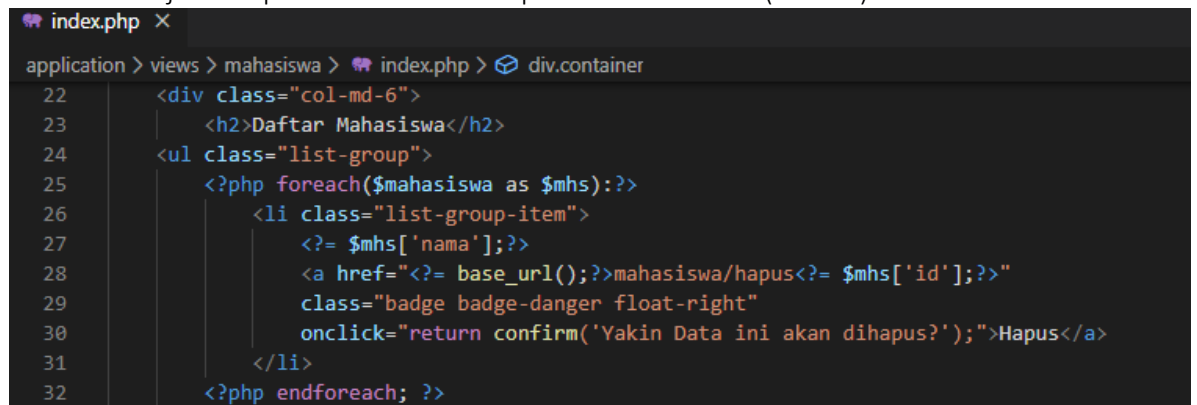 index.php ×
application > views > mahasiswa > index.php > div.container
22 <div class="col-md-6">
23 <h2>Daftar Mahasiswa</h2>
24 <ul class="list-group">
25 <?php foreach($mahasiswa as $mhs):?>
26 <li class="list-group-item">
27 <?= $mhs['nama'];?>
28 <a href="<?= base_url();?>mahasiswa/hapus<?= $mhs['id'];?>"
29 class="badge badge-danger float-right"
30 onclick="return confirm('Yakin Data ini akan dihapus?');">Hapus</a>
31 </li>
32 <?php endforeach; ?>